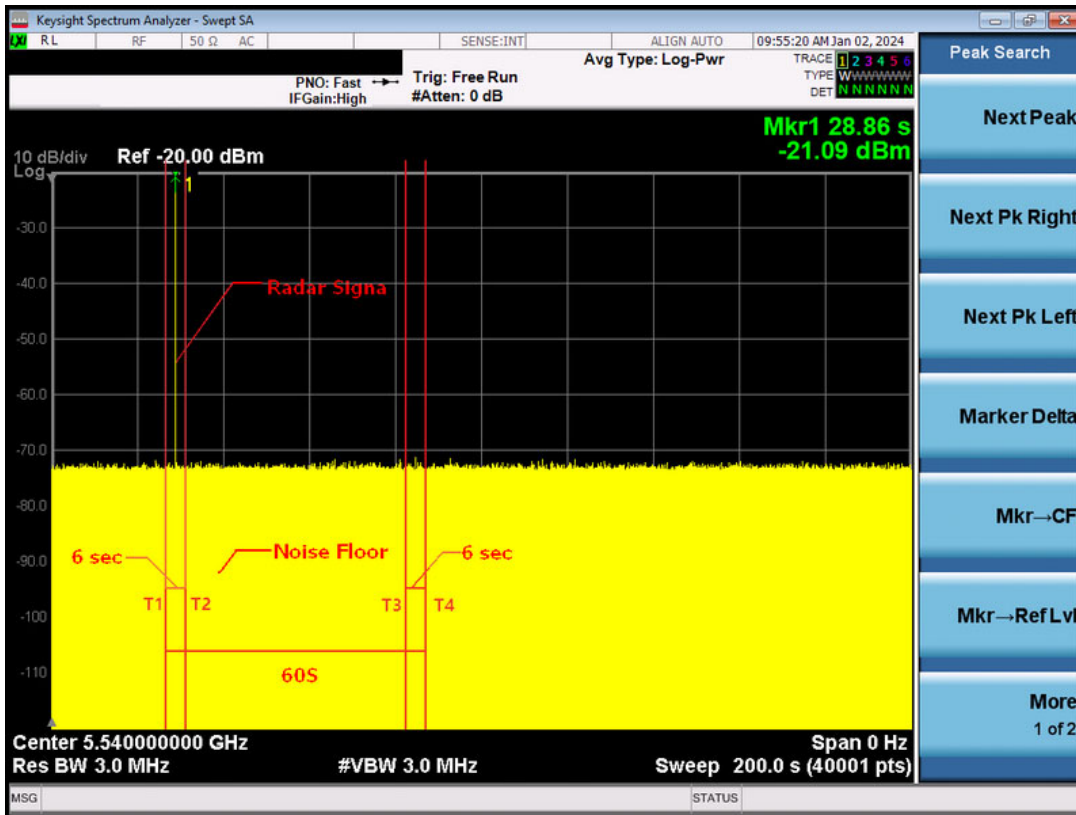 Keysight Spectrum Analyzer - Swept SA
LXI RL RF 50 Ω AC SENSE:INT ALIGN AUTO 09:55:20 AM Jan 02, 2024
PNO: Fast
IFGain:High
Trig: Free Run
#Atten: 0 dB
Avg Type: Log-Pwr
TRACE 1 2 3 4 5 6
TYPE WWWWWWW
DET N N N N N N
Mkr1 28.86 s
-21.09 dBm
10 dB/div Ref -20.00 dBm
Log
1
-30.0
-40.0
Radar Signa
-50.0
-60.0
-70.0
-80.0
-90.0
6 sec
Noise Floor
6 sec
T1 T2 T3 T4
-100
-110
60S
Center 5.540000000 GHz Span 0 Hz
Res BW 3.0 MHz #VBW 3.0 MHz Sweep 200.0 s (40001 pts)
MSG STATUS
Peak Search
Next Peak
Next Pk Right
Next Pk Left
Marker Delta
Mkr→CF
Mkr→Ref Lvl
More
1 of 2